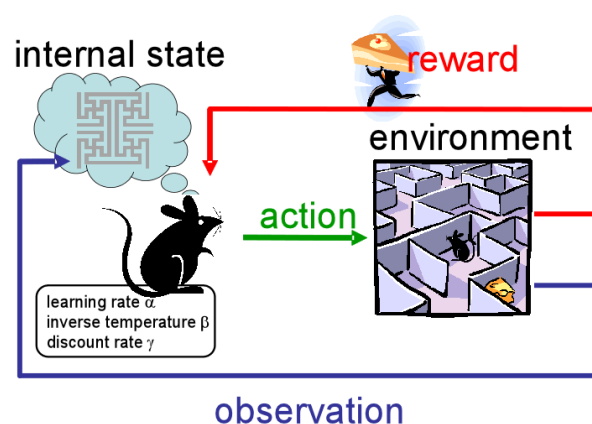 internal state
reward
environment
action
learning rate α
inverse temperature β
discount rate γ
observation